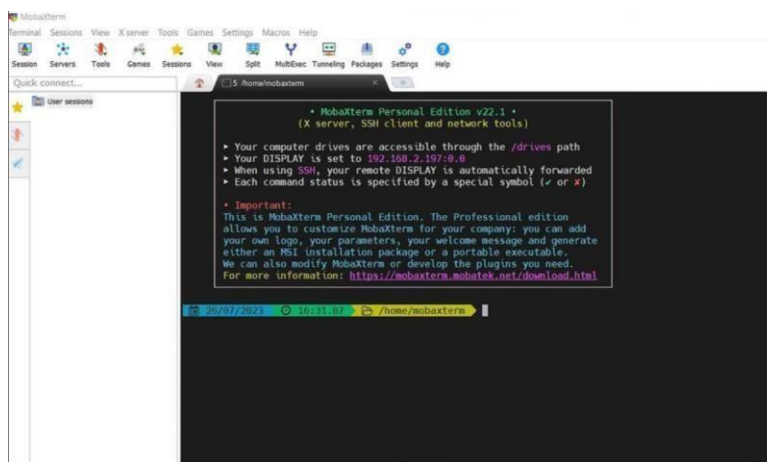 MobaXterm
Terminal Sessions View X server Tools Games Settings Macros Help
Session Servers Tools Games Sessions View Split MultiExec Tunneling Packages Settings Help
Quick connect...
5. /home/mobaxterm
User sessions
• MobaXterm Personal Edition v22.1 •
(X server, SSH client and network tools)
► Your computer drives are accessible through the /drives path
► Your DISPLAY is set to 192.168.2.197:0.0
► When using SSH, your remote DISPLAY is automatically forwarded
► Each command status is specified by a special symbol (✓ or ✗)
• Important:
This is MobaXterm Personal Edition. The Professional edition
allows you to customize MobaXterm for your company: you can add
your own logo, your parameters, your welcome message and generate
either an MSI installation package or a portable executable.
We can also modify MobaXterm or develop the plugins you need.
For more information: https://mobaxterm.mobatek.net/download.html
26/07/2023 16:31.07 /home/mobaxterm